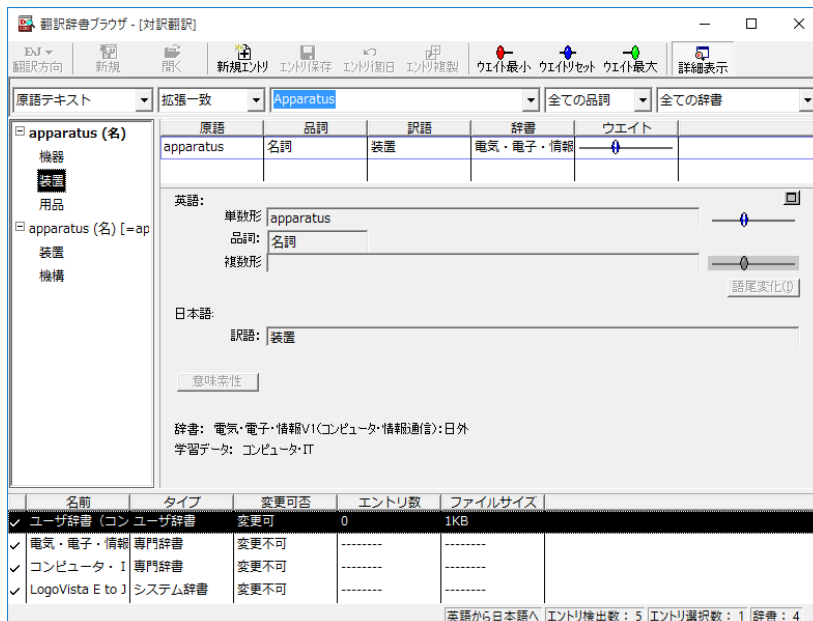 翻訳辞書ブラウザ - [対訳翻訳]
E›J
翻訳方向 新規 開く 新規エントリ エントリ保存 エントリ復旧 エントリ複製 ウエイト最小 ウエイトリセット ウエイト最大 詳細表示
原語テキスト 拡張一致 Apparatus 全ての品詞 全ての辞書
apparatus (名)
機器
装置
用品
apparatus (名) [=ap
装置
機構
原語 品詞 訳語 辞書 ウエイト
apparatus 名詞 装置 電気・電子・情報
英語:
単数形 apparatus
品詞: 名詞
複数形
語尾変化(I)
日本語:
訳語: 装置
意味索性
辞書: 電気・電子・情報V1(コンピュータ・情報通信):日外
学習データ: コンピュータ・IT
名前 タイプ 変更可否 エントリ数 ファイルサイズ
ユーザ辞書(コン ユーザ辞書 変更可 0 1KB
電気・電子・情報 専門辞書 変更不可 -------- --------
コンピュータ・I 専門辞書 変更不可 -------- --------
LogoVista E to J システム辞書 変更不可 -------- --------
英語から日本語へ エントリ検出数: 5 エントリ選択数: 1 辞書: 4